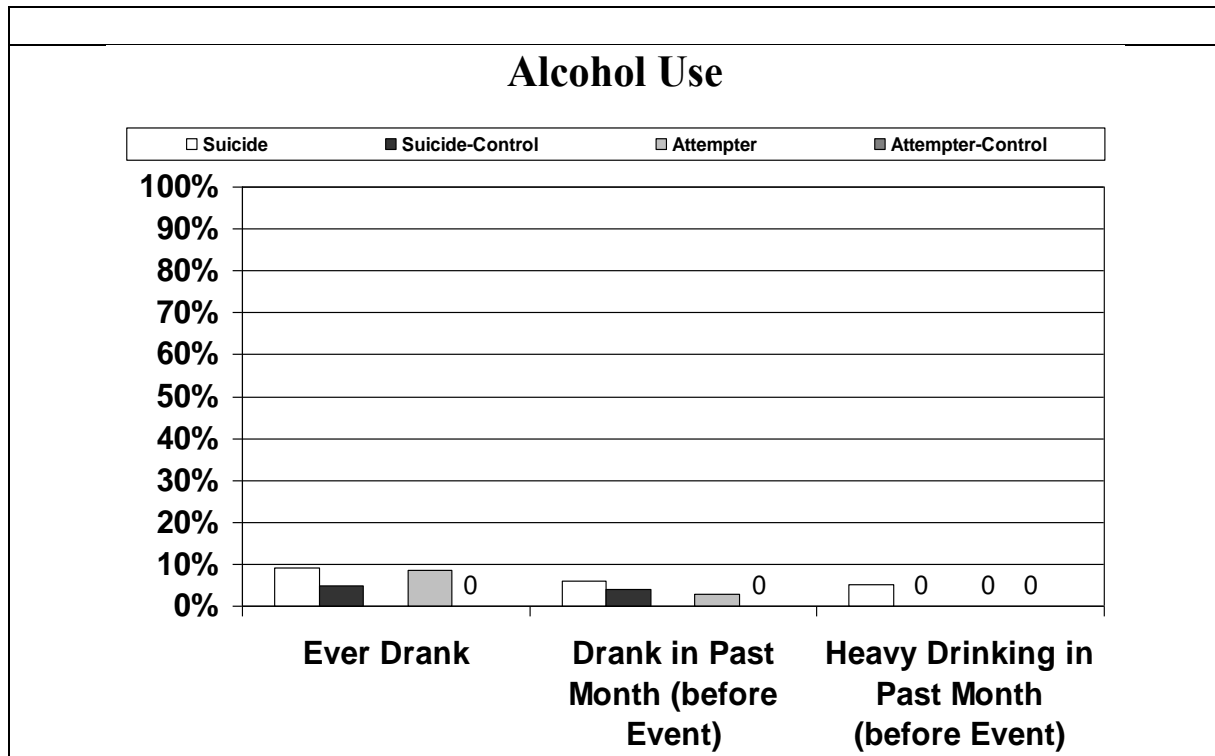 Alcohol Use
Suicide Suicide-Control Attempter Attempter-Control
100%
90%
80%
70%
60%
50%
40%
30%
20%
10%
0%
0 0 0 0 0
Ever Drank
Drank in Past
Month (before
Event)
Heavy Drinking in
Past Month
(before Event)